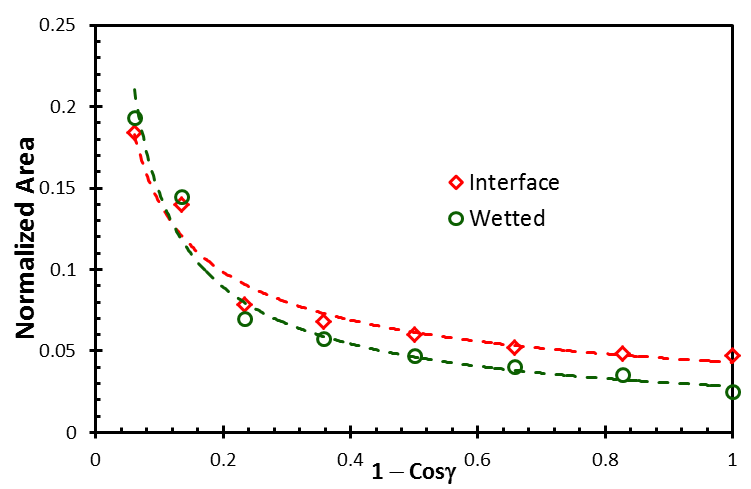 0.25
0.2
0.15
0.1
0.05
0
Normalized Area
Interface
Wetted
0 0.2 0.4 0.6 0.8 1
1 – Cosγ